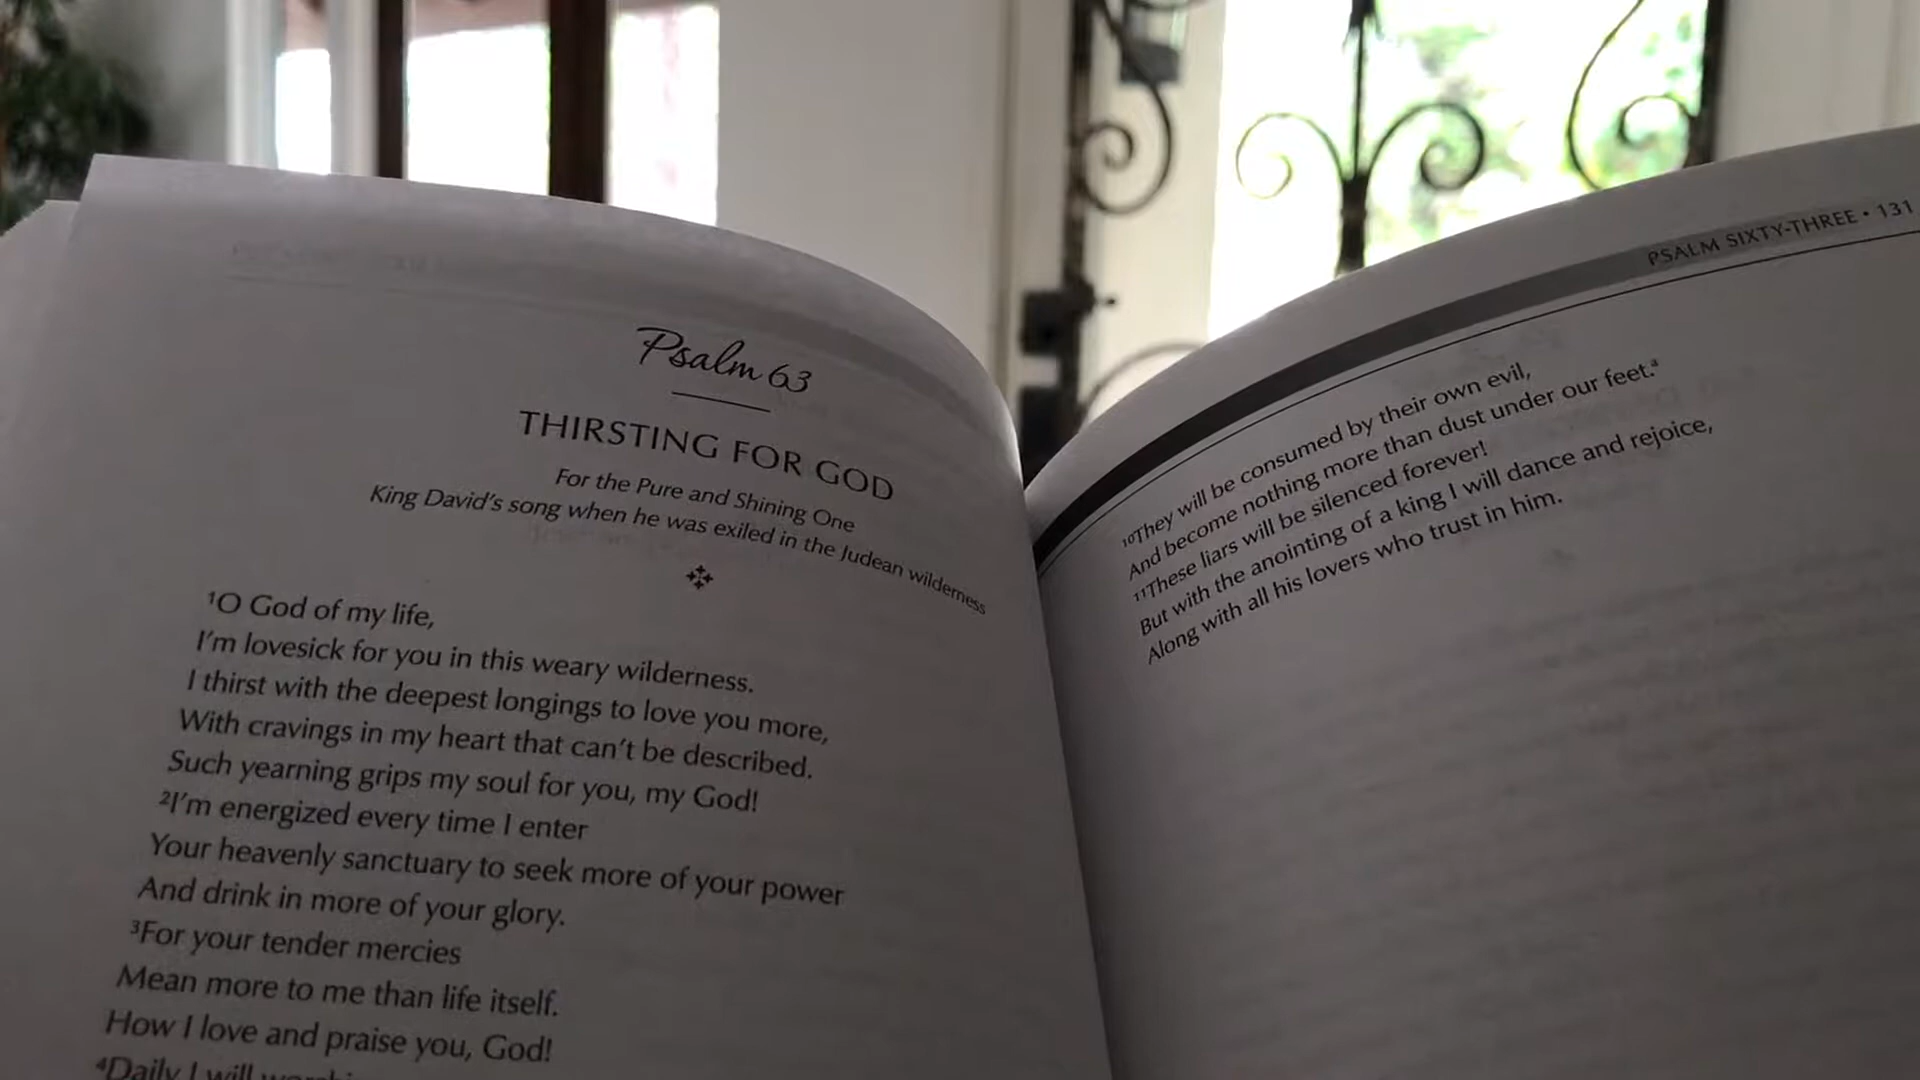 Psalm 63
THIRSTING FOR GOD
For the Pure and Shining One
King David's song when he was exiled in the Judean wilderness
¹O God of my life,
I'm lovesick for you in this weary wilderness.
I thirst with the deepest longings to love you more,
With cravings in my heart that can't be described.
Such yearning grips my soul for you, my God!
²I'm energized every time I enter
Your heavenly sanctuary to seek more of your power
And drink in more of your glory.
³For your tender mercies
Mean more to me than life itself.
How I love and praise you, God!
⁴Daily I will
PSALM SIXTY-THREE • 131
¹⁰They will be consumed by their own evil,
And become nothing more than dust under our feet.ᵃ
¹¹These liars will be silenced forever!
But with the anointing of a king I will dance and rejoice,
Along with all his lovers who trust in him.